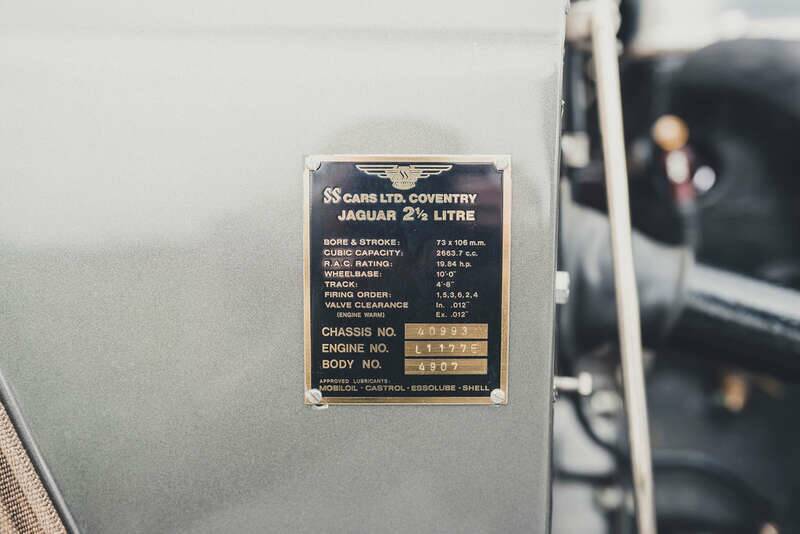 SS
SS CARS LTD. COVENTRY
JAGUAR 2½ LITRE
BORE & STROKE: 73 x 106 m.m.
CUBIC CAPACITY: 2663.7 c.c.
R.A.C. RATING: 19.84 h.p.
WHEELBASE: 10'-0"
TRACK: 4'-8"
FIRING ORDER: 1,5,3,6,2,4
VALVE CLEARANCE In. .012"
(ENGINE WARM) Ex. .012"
CHASSIS NO. 40993
ENGINE NO. L1177E
BODY NO. 4907
APPROVED LUBRICANTS:
MOBILOIL - CASTROL - ESSOLUBE - SHELL